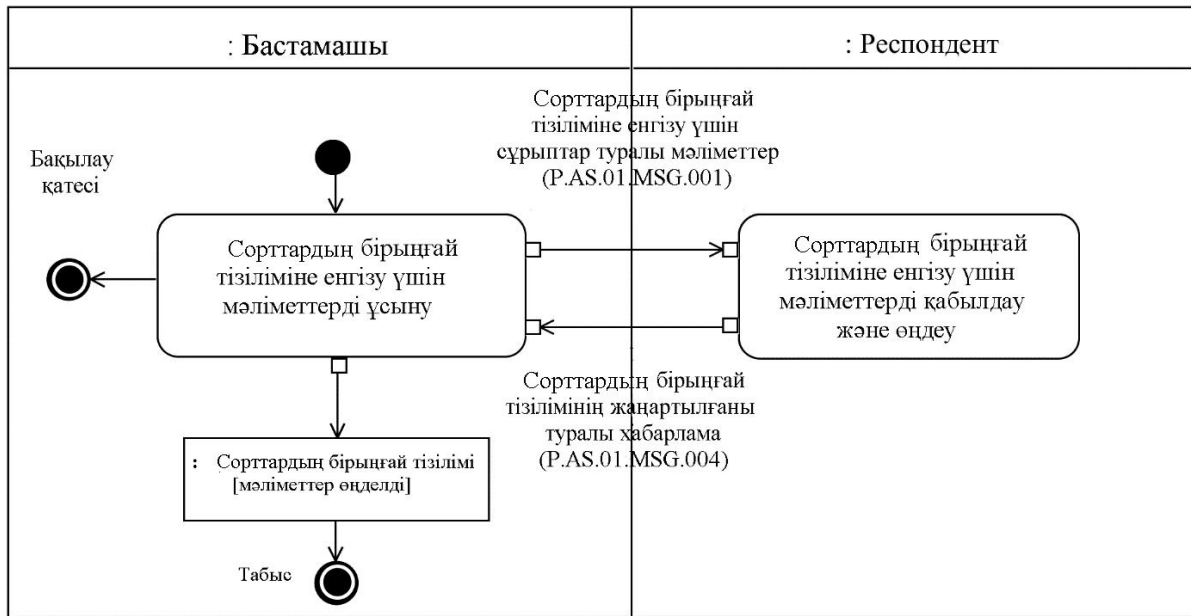 : Бастамашы
: Респондент
Сорттардың бірыңғай
тізіліміне енгізу үшін
сұрыптар туралы мәліметтер
(P.AS.01.MSG.001)
Бақылау
қатесі
Сорттардың бірыңғай
тізіліміне енгізу үшін
мәліметтерді ұсыну
Сорттардың бірыңғай
тізіліміне енгізу үшін
мәліметтерді қабылдау
және өңдеу
Сорттардың бірыңғай
тізілімінің жаңартылғаны
туралы хабарлама
(P.AS.01.MSG.004)
: Сорттардың бірыңғай тізілімі
[мәліметтер өңделді]
Табыс